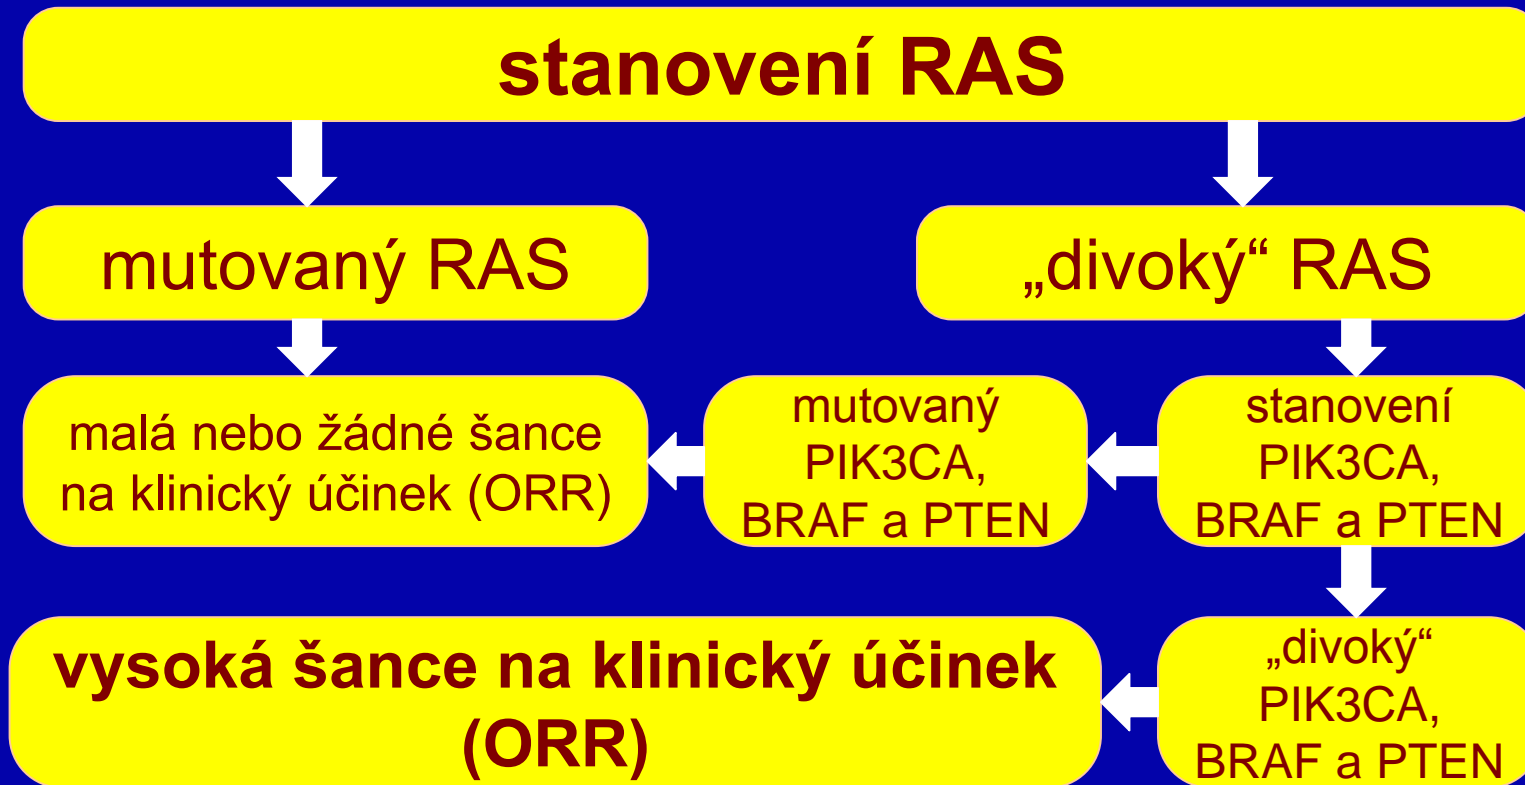 stanovení RAS
mutovaný RAS
„divoký“ RAS
malá nebo žádné šance
na klinický účinek (ORR)
mutovaný
PIK3CA,
BRAF a PTEN
stanovení
PIK3CA,
BRAF a PTEN
vysoká šance na klinický účinek
(ORR)
„divoký“
PIK3CA,
BRAF a PTEN